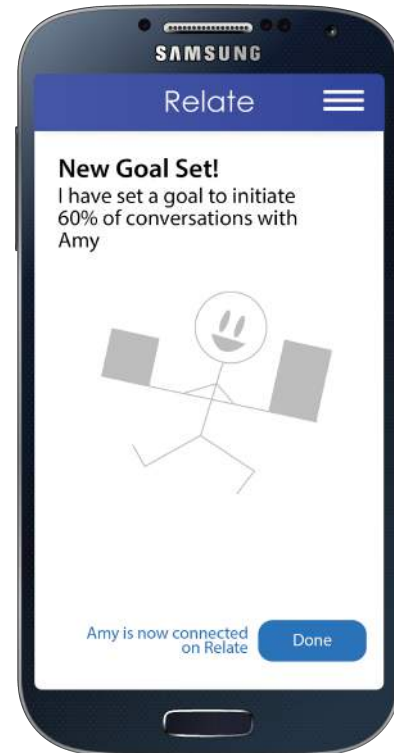 SAMSUNG
Relate
New Goal Set!
I have set a goal to initiate
60% of conversations with
Amy
Amy is now connected
on Relate
Done